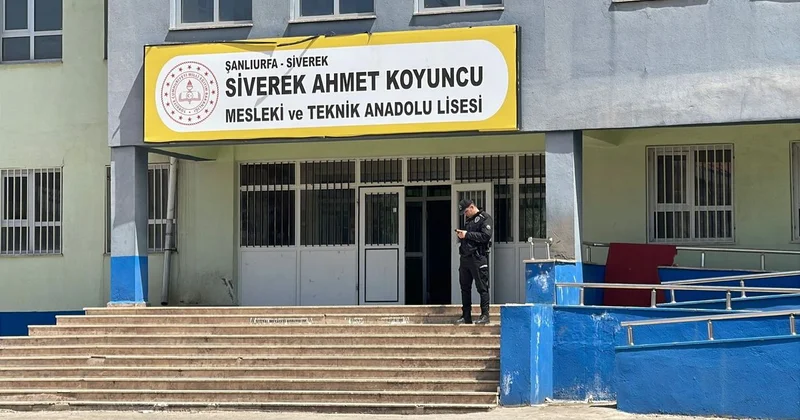 ŞANLIURFA - SİVEREK
SİVEREK AHMET KOYUNCU
MESLEKİ ve TEKNİK ANADOLU LİSESİ